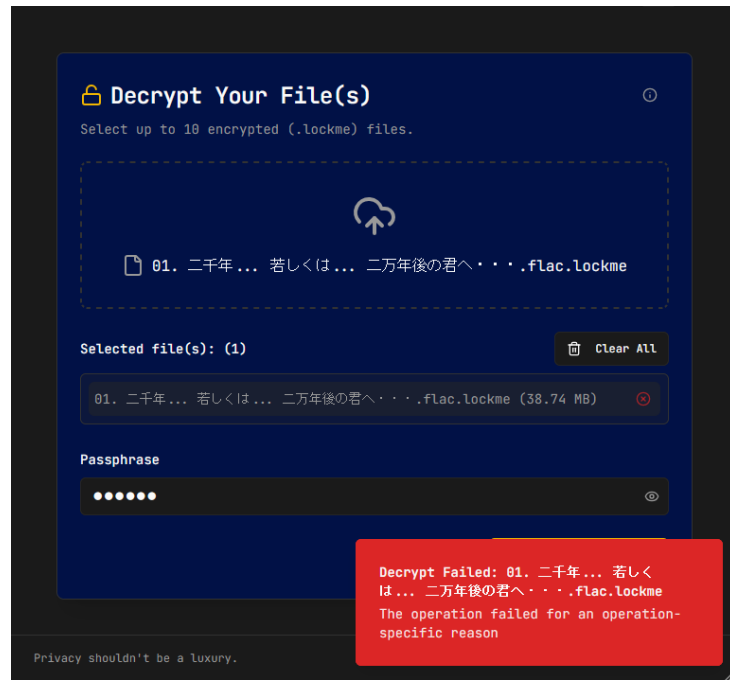 Decrypt Your File(s)
Select up to 10 encrypted (.lockme) files.
01. 二千年... 若しくは... 二万年後の君へ・・・.flac.lockme
Selected file(s): (1)
Clear All
01. 二千年... 若しくは... 二万年後の君へ・・・.flac.lockme (38.74 MB)
Passphrase
●●●●●●
Decrypt Failed: 01. 二千年... 若しく
は... 二万年後の君へ・・・.flac.lockme
The operation failed for an operation-
specific reason
Privacy shouldn't be a luxury.